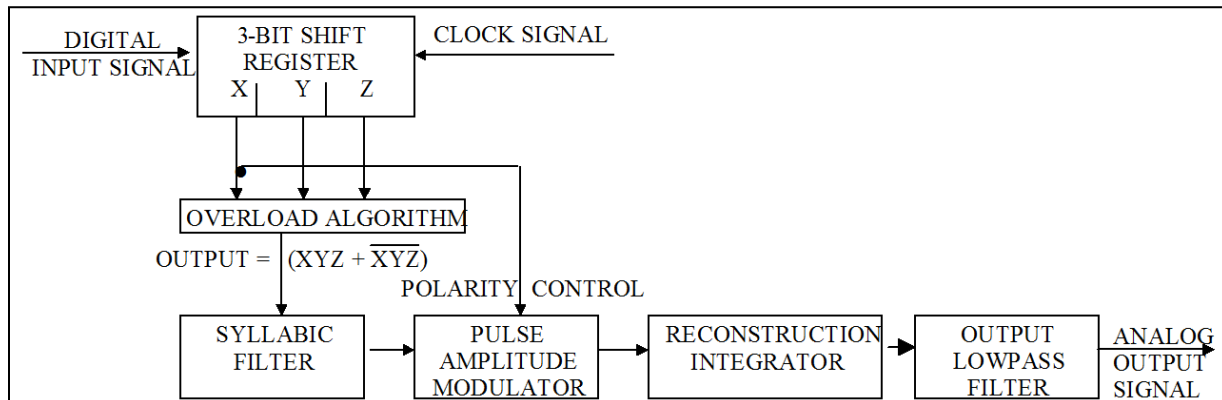 DIGITAL
INPUT SIGNAL
3-BIT SHIFT
REGISTER
X Y Z
CLOCK SIGNAL
OVERLOAD ALGORITHM
OUTPUT = (XYZ + X̅Y̅Z̅)
POLARITY CONTROL
SYLLABIC
FILTER
PULSE
AMPLITUDE
MODULATOR
RECONSTRUCTION
INTEGRATOR
OUTPUT
LOWPASS
FILTER
ANALOG
OUTPUT
SIGNAL